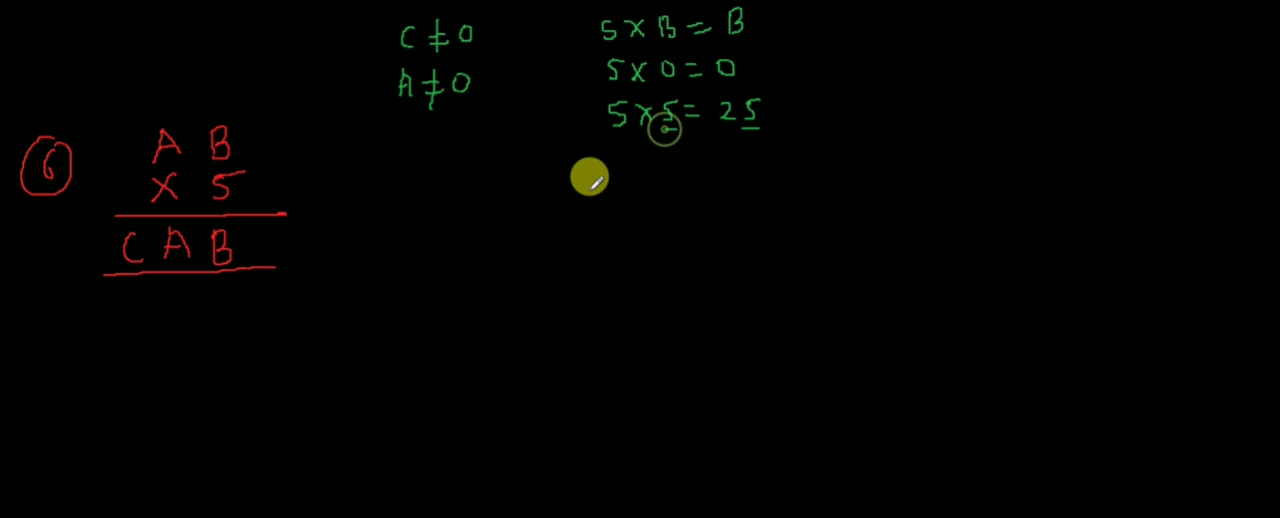 C ≠ 0
A ≠ 0
5 × B = B
5 × 0 = 0
5 × 5 = 25
6
A B
× 5
C A B